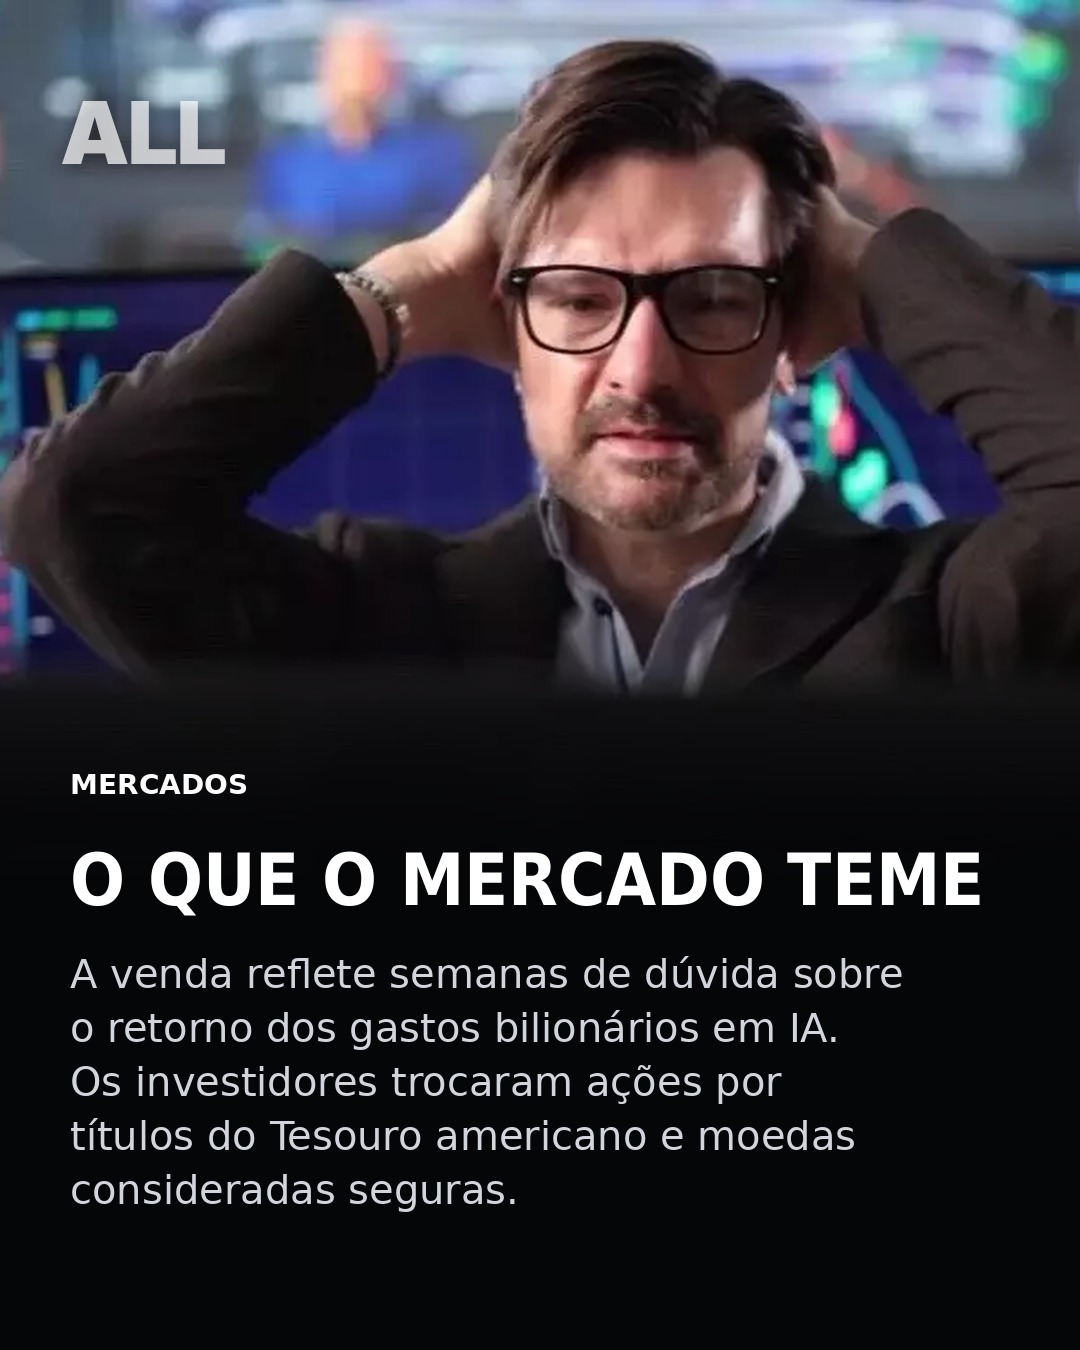 ALL
MERCADOS
O QUE O MERCADO TEME
A venda reflete semanas de dúvida sobre
o retorno dos gastos bilionários em IA.
Os investidores trocaram ações por
títulos do Tesouro americano e moedas
consideradas seguras.